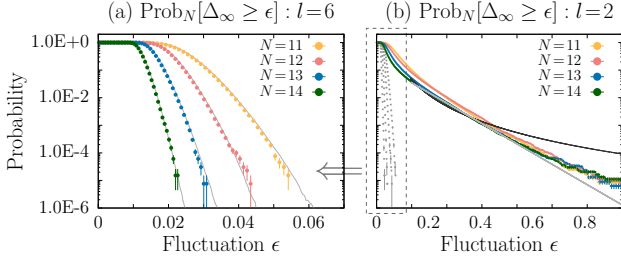 (a) Prob_N[Δ_∞ ≥ ϵ] : l=6
(b) Prob_N[Δ_∞ ≥ ϵ] : l=2
Probability
1.0E+0
1.0E-2
1.0E-4
1.0E-6
N=11
N=12
N=13
N=14
0
0.02
0.04
0.06
Fluctuation ϵ
N=11
N=12
N=13
N=14
0
0.2
0.4
0.6
0.8
1
Fluctuation ϵ